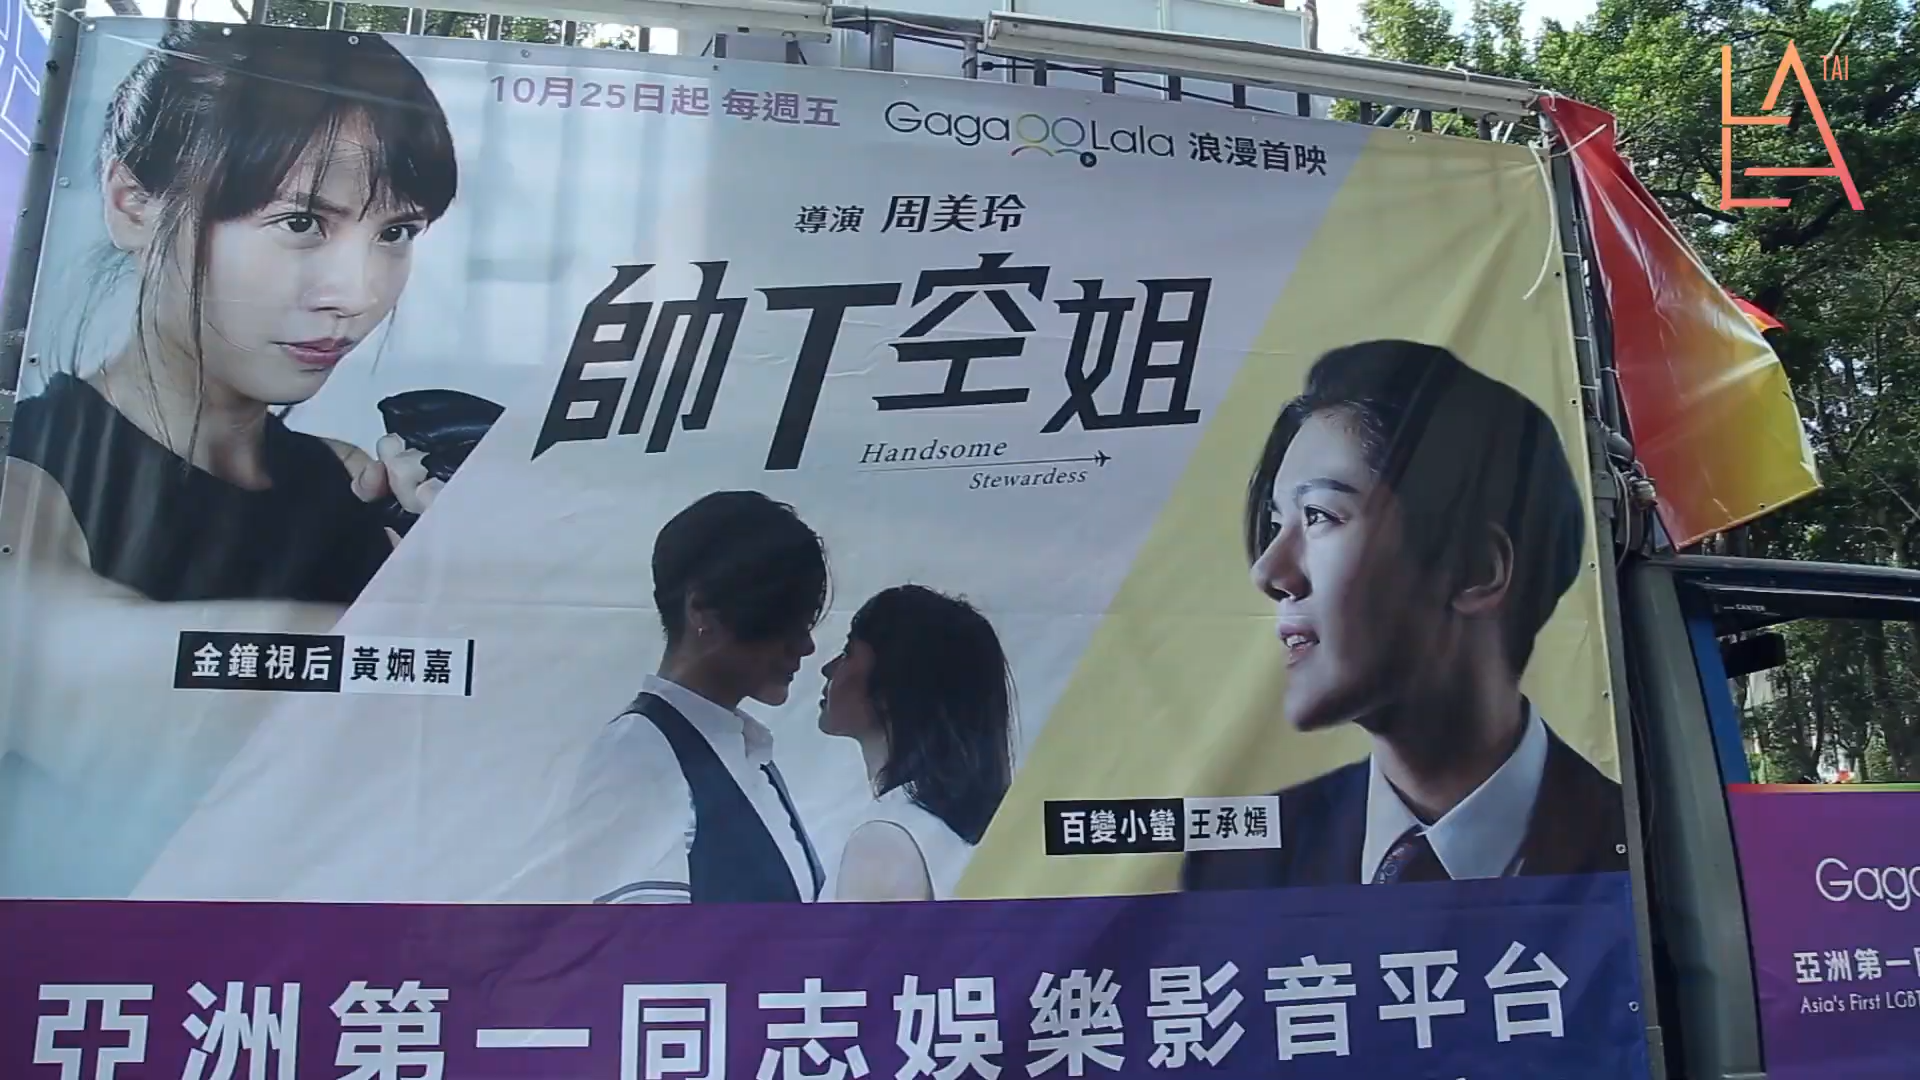 10月25日起 每週五
GagaOOLala 浪漫首映
導演 周美玲
帥T空姐
Handsome
Stewardess
金鐘視后 黃姵嘉
百變小蠻 王承嫣
亞洲第一同志娛樂影音平台
CANTER
Gaga
亞洲第一
Asia's First LGBT
LA
TAI